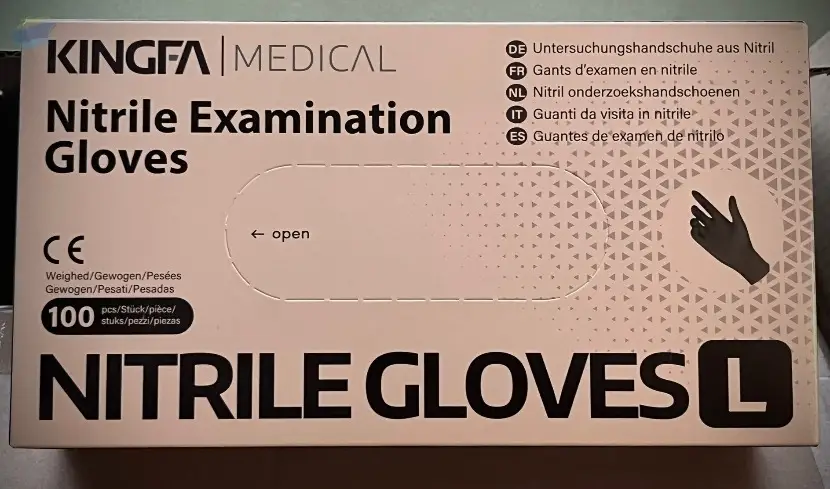 KINGFA | MEDICAL
Nitrile Examination
Gloves
DE Untersuchungshandschuhe aus Nitril
FR Gants d'examen en nitrile
NL Nitril onderzoekshandschoenen
IT Guanti da visita in nitrile
ES Guantes de examen de nitrilo
← open
CE
Weighed/Gewogen/Pesées
Gewogen/Pesati/Pesadas
100 pcs/Stück/pièce/
stuks/pezzi/piezas
NITRILE GLOVES L